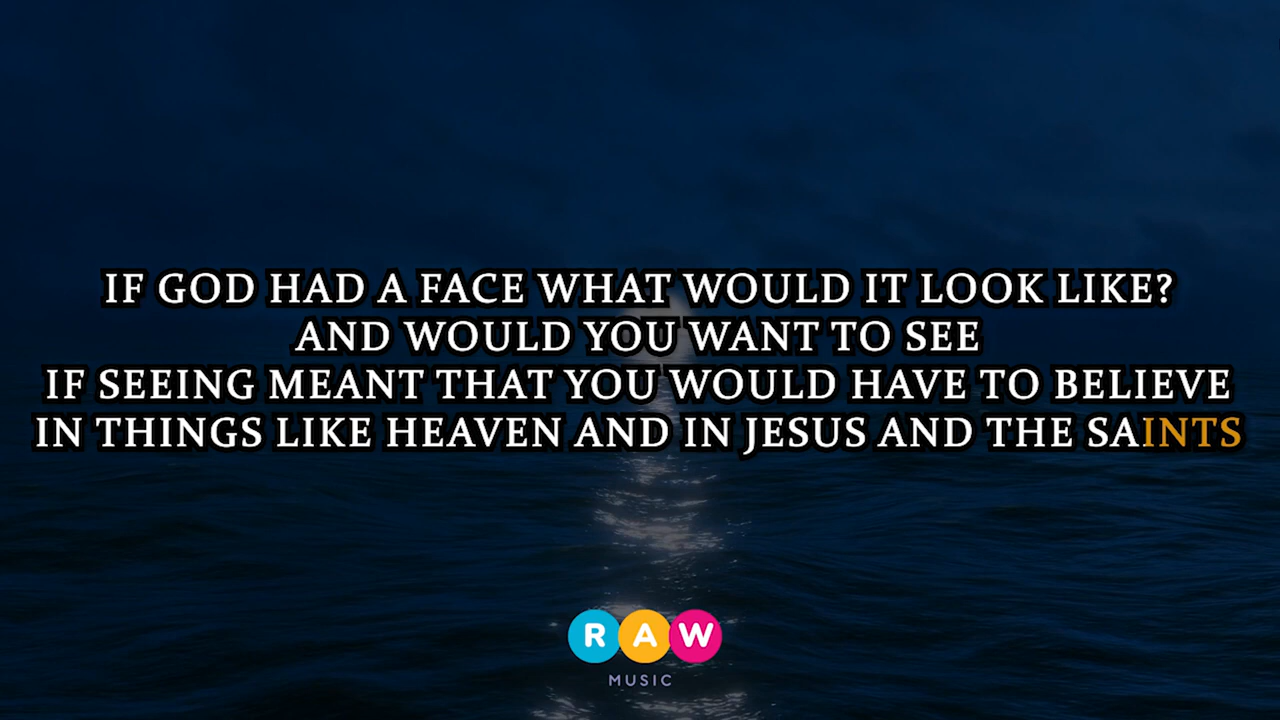 IF GOD HAD A FACE WHAT WOULD IT LOOK LIKE?
AND WOULD YOU WANT TO SEE
IF SEEING MEANT THAT YOU WOULD HAVE TO BELIEVE
IN THINGS LIKE HEAVEN AND IN JESUS AND THE SAINTS
RAW
MUSIC